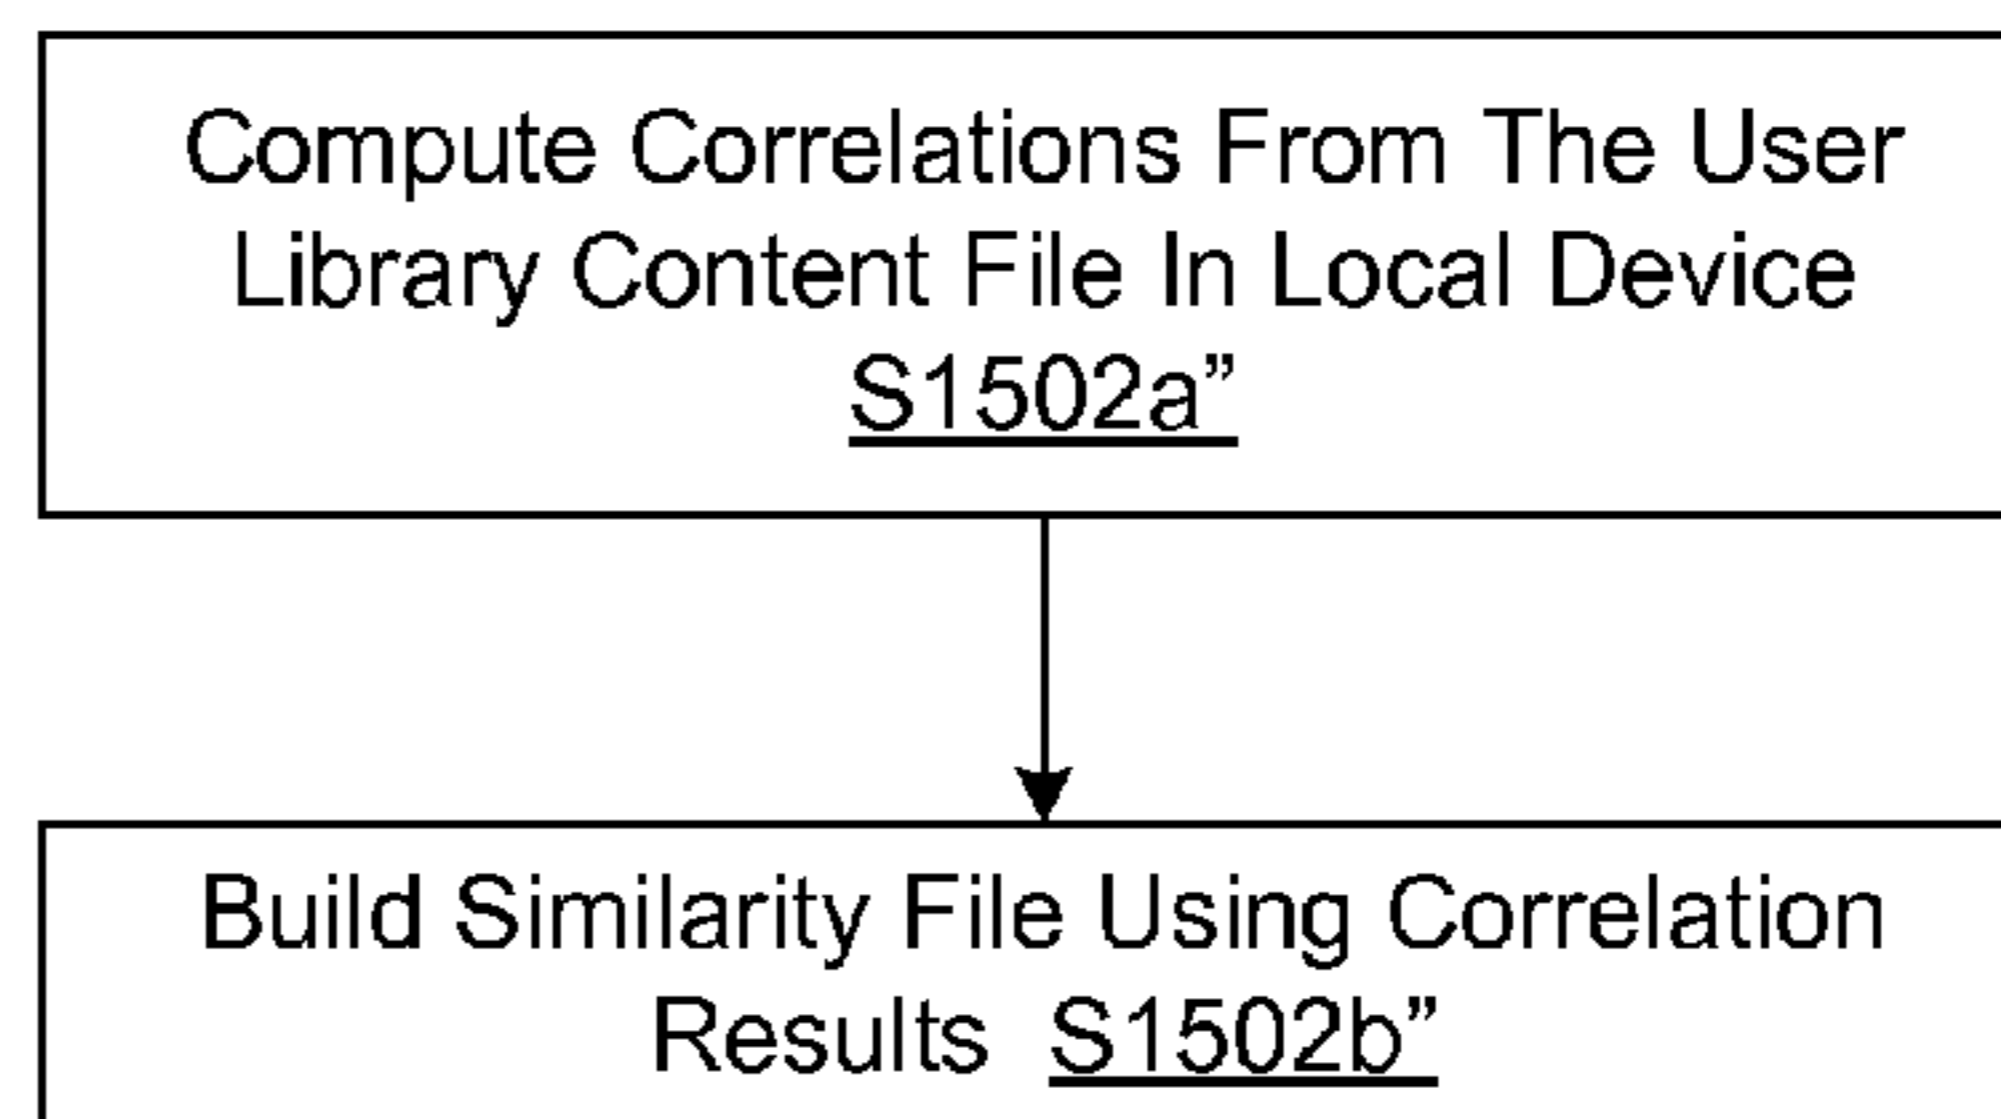 Compute Correlations From The User
Library Content File In Local Device
S1502a”
Build Similarity File Using Correlation
Results S1502b”